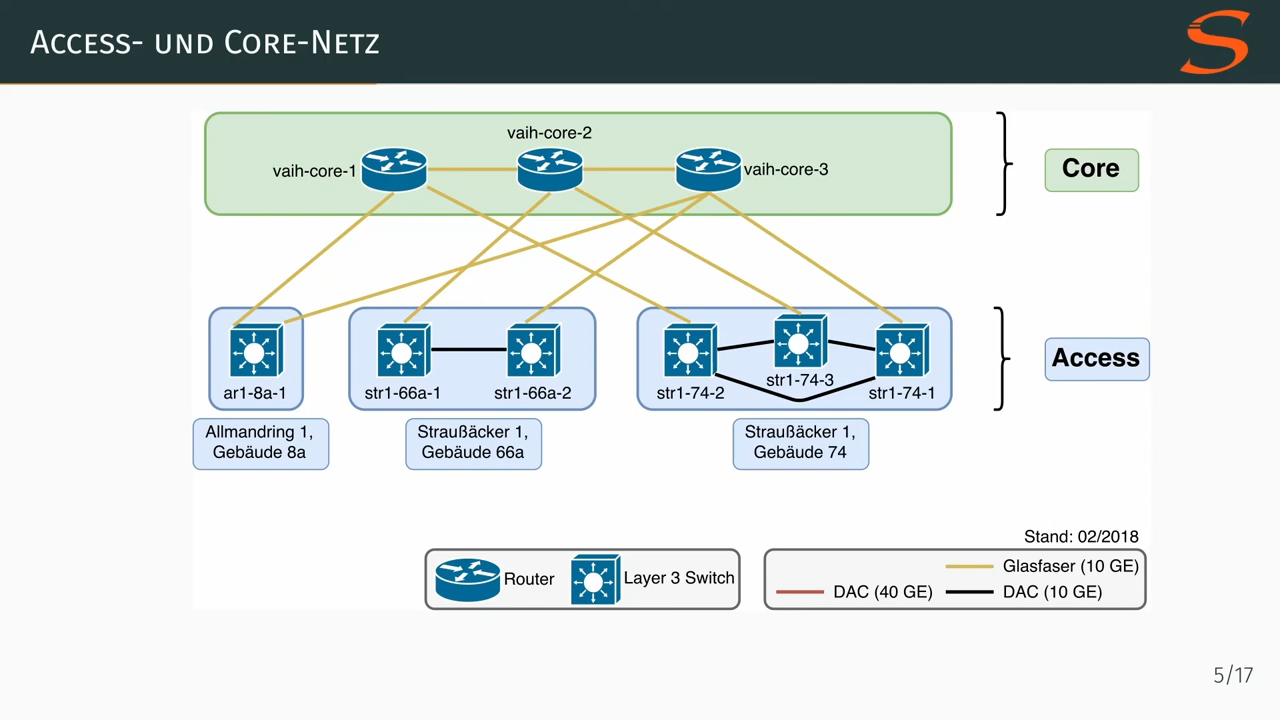 Access- und Core-Netz
vaih-core-2
vaih-core-1
vaih-core-3
Core
Access
ar1-8a-1
str1-66a-1
str1-66a-2
str1-74-2
str1-74-3
str1-74-1
Allmandring 1,
Gebäude 8a
Straußäcker 1,
Gebäude 66a
Straußäcker 1,
Gebäude 74
Stand: 02/2018
Router
Layer 3 Switch
Glasfaser (10 GE)
DAC (40 GE)
DAC (10 GE)
5/17